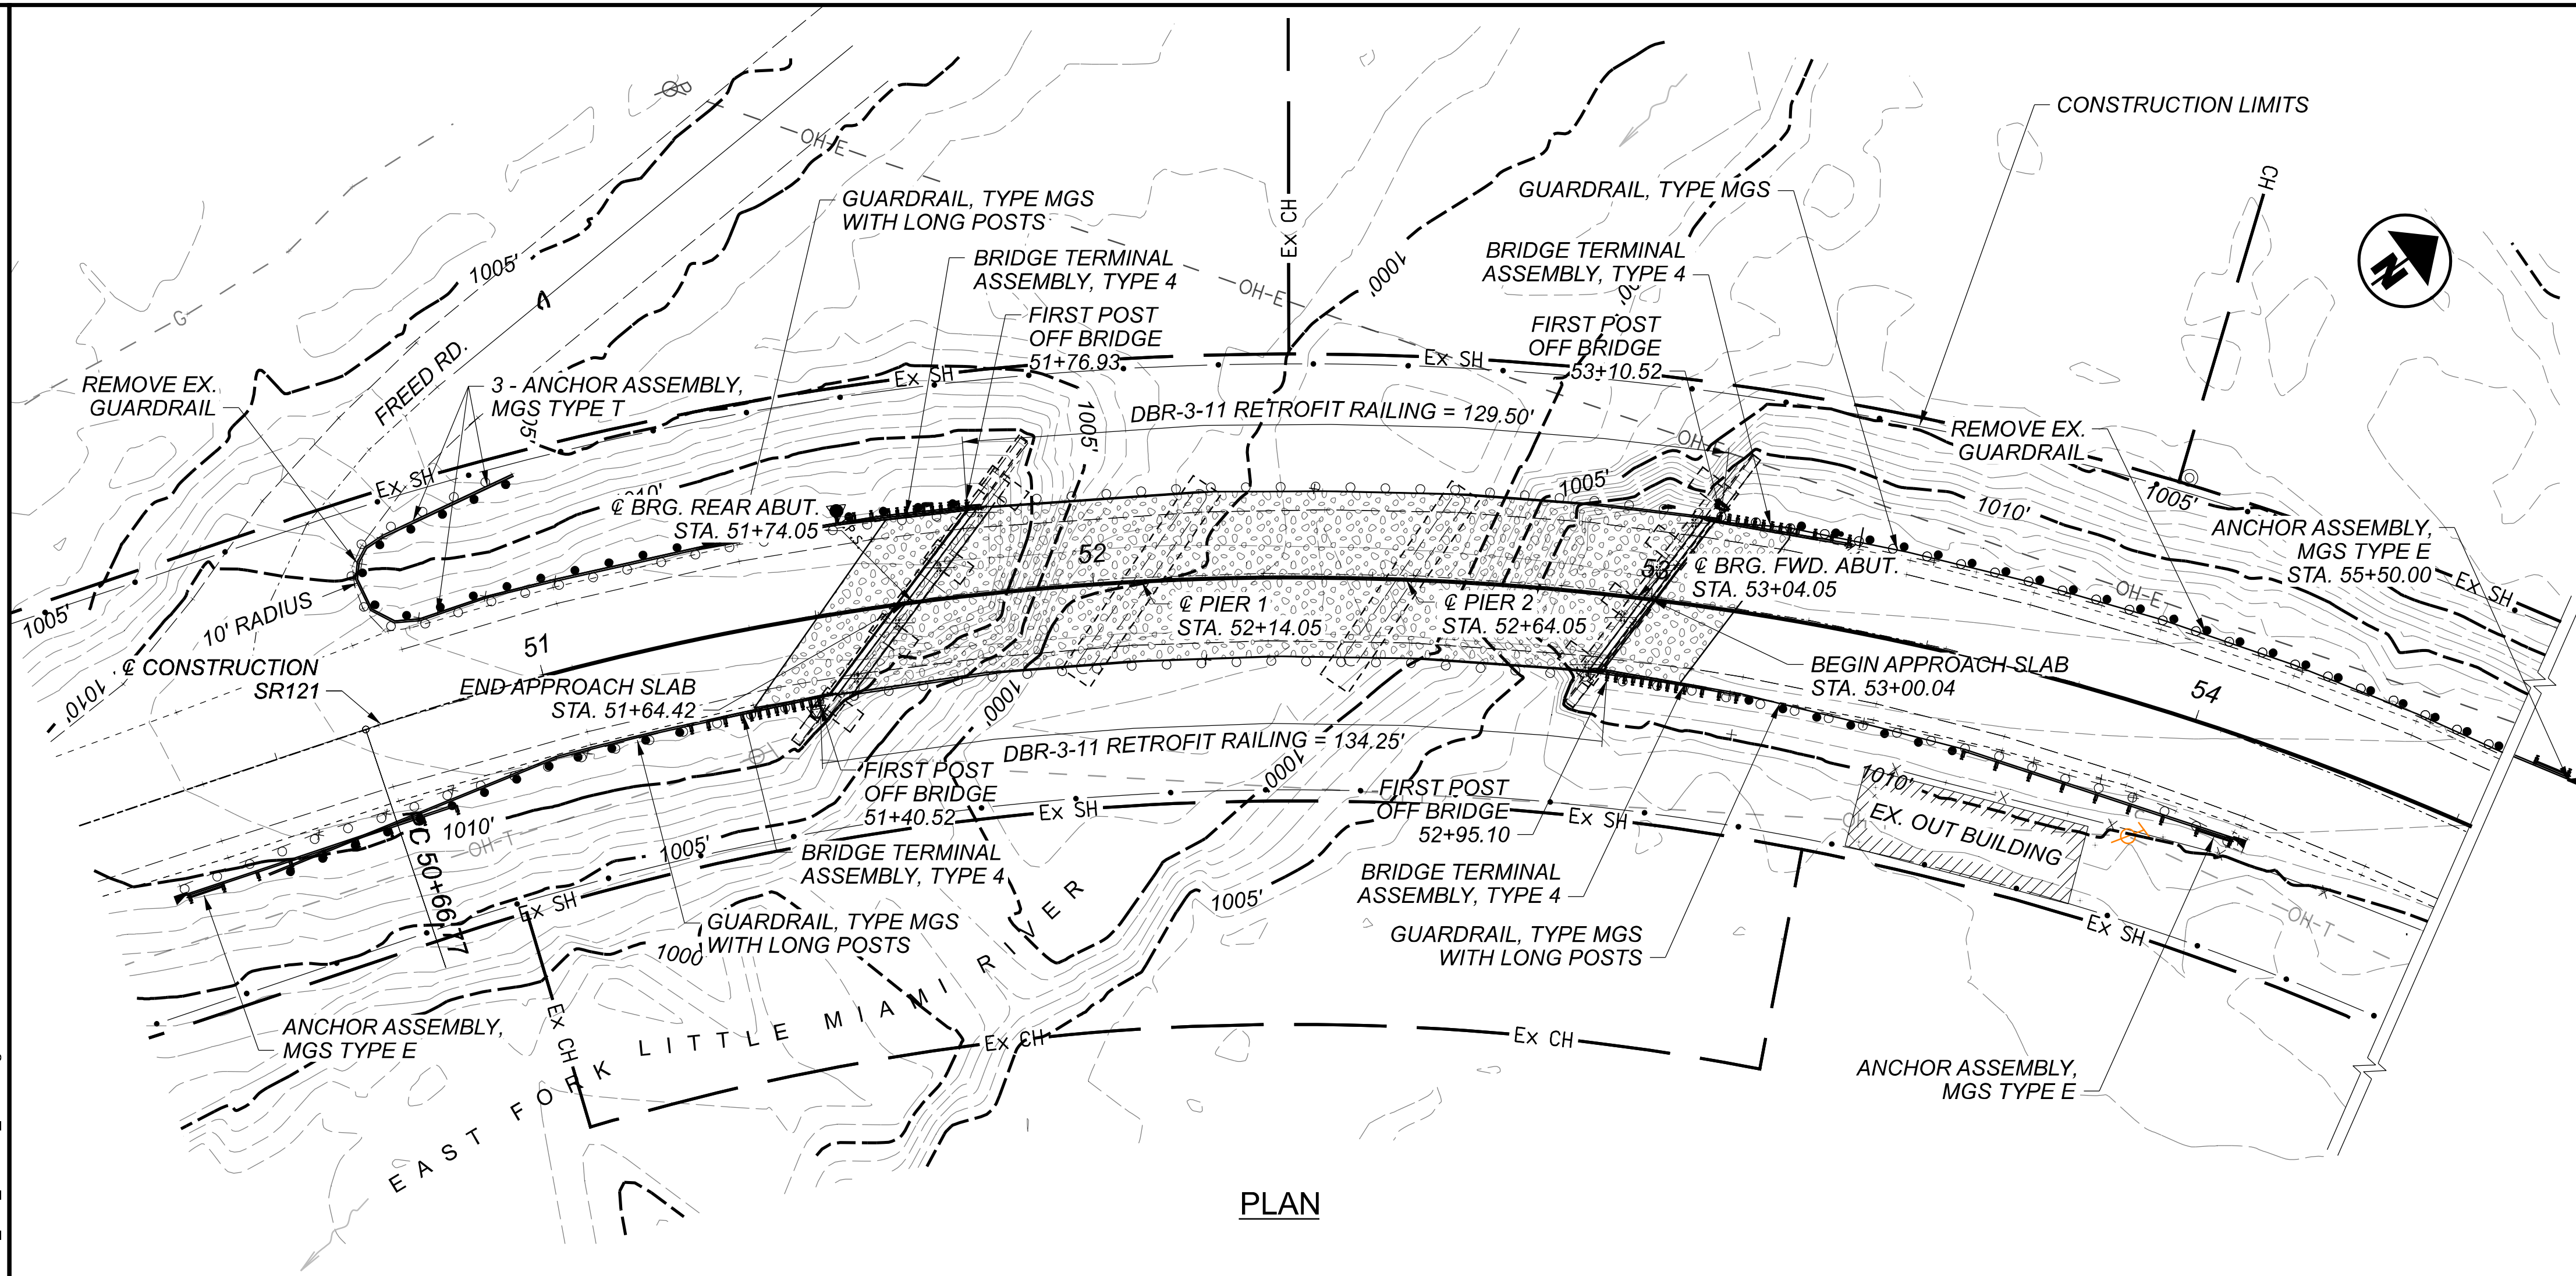 CONSTRUCTION LIMITS
CH
OH-E
GUARDRAIL, TYPE MGS
WITH LONG POSTS
GUARDRAIL, TYPE MGS
Ex CH
BRIDGE TERMINAL
ASSEMBLY, TYPE 4
BRIDGE TERMINAL
ASSEMBLY, TYPE 4
N
1005'
1000'
OH-E
G
FIRST POST
OFF BRIDGE
51+76.93
FIRST POST
OFF BRIDGE
53+10.52
Ex SH
Ex SH
REMOVE EX.
GUARDRAIL
FREED RD.
3 - ANCHOR ASSEMBLY,
MGS TYPE T
1005'
DBR-3-11 RETROFIT RAILING = 129.50'
OH-E
REMOVE EX.
GUARDRAIL
Ex SH
1005'
1005'
1010'
ANCHOR ASSEMBLY,
MGS TYPE E
STA. 55+50.00
℄ BRG. REAR ABUT.
STA. 51+74.05
52
53
℄ BRG. FWD. ABUT.
STA. 53+04.05
OH-E
Ex SH
1005'
10' RADIUS
℄ PIER 1
STA. 52+14.05
℄ PIER 2
STA. 52+64.05
51
℄ CONSTRUCTION
SR121
1010'
END APPROACH SLAB
STA. 51+64.42
1000'
BEGIN APPROACH SLAB
STA. 53+00.04
54
DBR-3-11 RETROFIT RAILING = 134.25'
1000'
FIRST POST
OFF BRIDGE
51+40.52
Ex SH
FIRST POST
OFF BRIDGE
52+95.10
Ex SH
1010'
EX. OUT BUILDING
1010'
OH-T
TC 50+66.77
1005'
BRIDGE TERMINAL
ASSEMBLY, TYPE 4
BRIDGE TERMINAL
ASSEMBLY, TYPE 4
1005'
Ex SH
OH-T
Ex SH
GUARDRAIL, TYPE MGS
WITH LONG POSTS
1000'
GUARDRAIL, TYPE MGS
WITH LONG POSTS
ANCHOR ASSEMBLY,
MGS TYPE E
Ex CH
Ex CH
Ex CH
EAST FORK LITTLE MIAMI RIVER
ANCHOR ASSEMBLY,
MGS TYPE E
PLAN